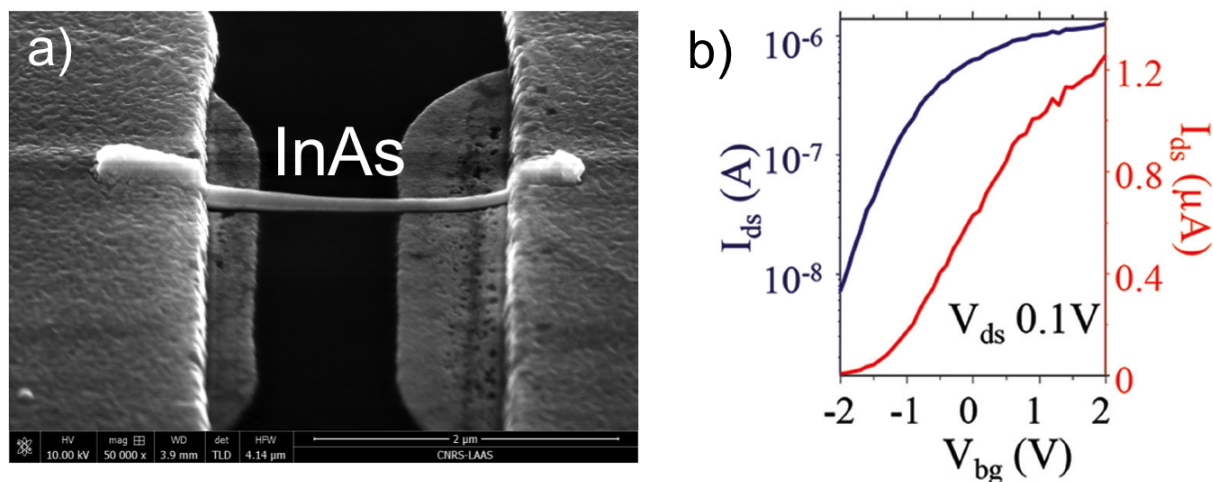 a)
InAs
HV mag WD det HFW
10.00 kV 50 000 x 3.9 mm TLD 4.14 µm
2 µm
CNRS-LAAS
b)
10⁻⁶
10⁻⁷
10⁻⁸
I_ds (A)
V_ds 0.1V
1.2
0.8
0.4
0
I_ds (µA)
-2 -1 0 1 2
V_bg (V)